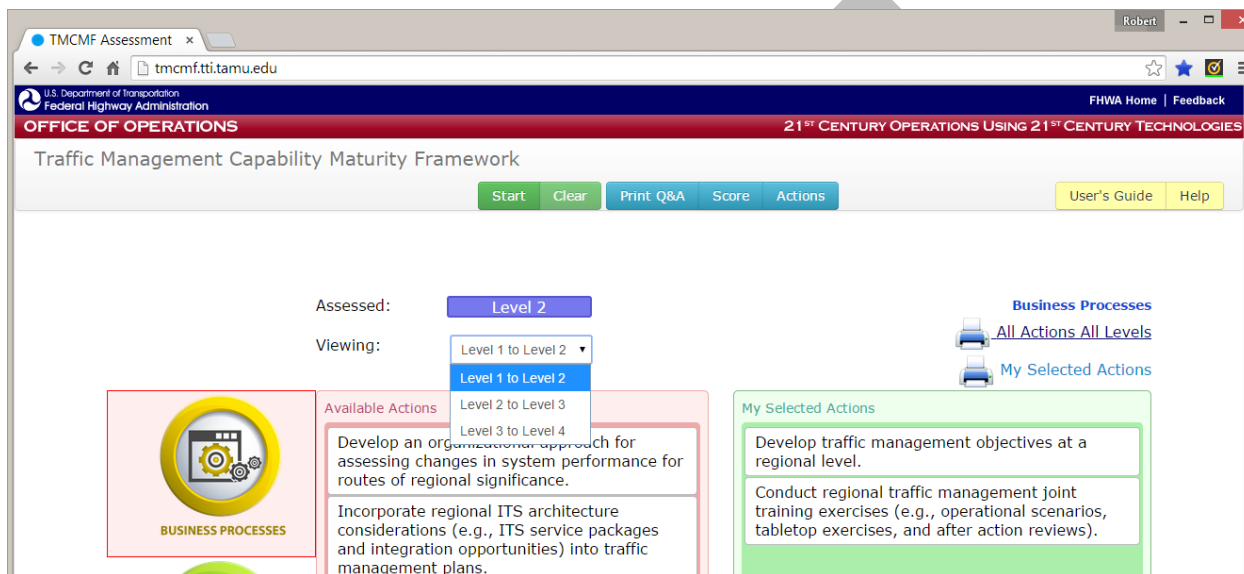 Robert
TMCMF Assessment
tmcmf.tti.tamu.edu
U.S. Department of Transportation
Federal Highway Administration
FHWA Home | Feedback
OFFICE OF OPERATIONS
21ST CENTURY OPERATIONS USING 21ST CENTURY TECHNOLOGIES
Traffic Management Capability Maturity Framework
Start Clear Print Q&A Score Actions User's Guide Help
Assessed: Level 2
Business Processes
All Actions All Levels
Viewing: Level 1 to Level 2
My Selected Actions
Level 1 to Level 2
Level 2 to Level 3
Level 3 to Level 4
BUSINESS PROCESSES
Available Actions
Develop an organizational approach for
assessing changes in system performance for
routes of regional significance.
Incorporate regional ITS architecture
considerations (e.g., ITS service packages
and integration opportunities) into traffic
management plans.
My Selected Actions
Develop traffic management objectives at a
regional level.
Conduct regional traffic management joint
training exercises (e.g., operational scenarios,
tabletop exercises, and after action reviews).